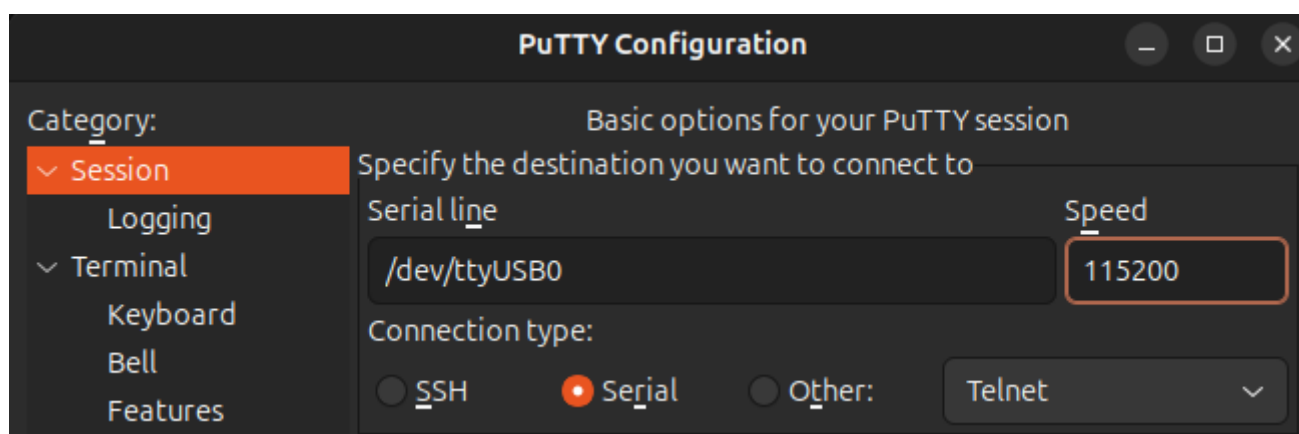 PuTTY Configuration
Category:
Basic options for your PuTTY session
Session
Logging
Terminal
Keyboard
Bell
Features
Specify the destination you want to connect to
Serial line
Speed
/dev/ttyUSB0
115200
Connection type:
SSH
Serial
Other:
Telnet